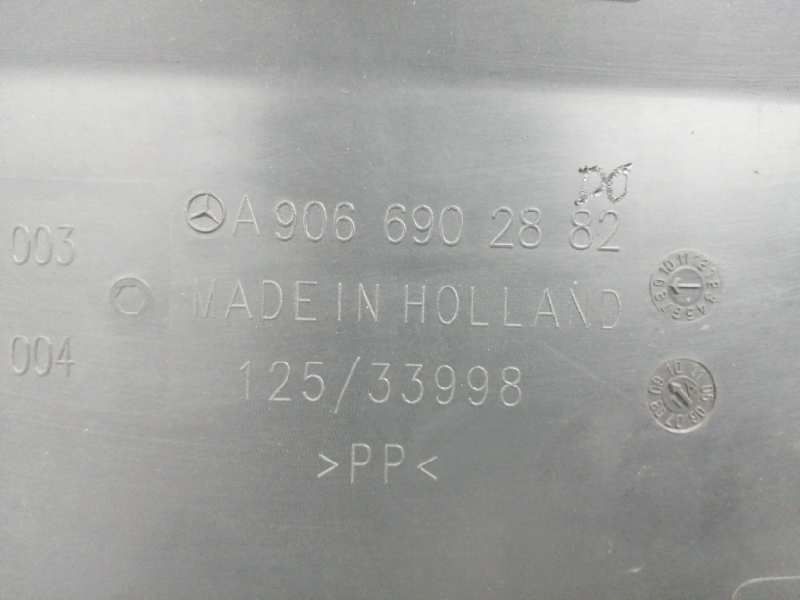 A 906 690 28 82
003
MADE IN HOLLAND
004
125/33998
>PP<